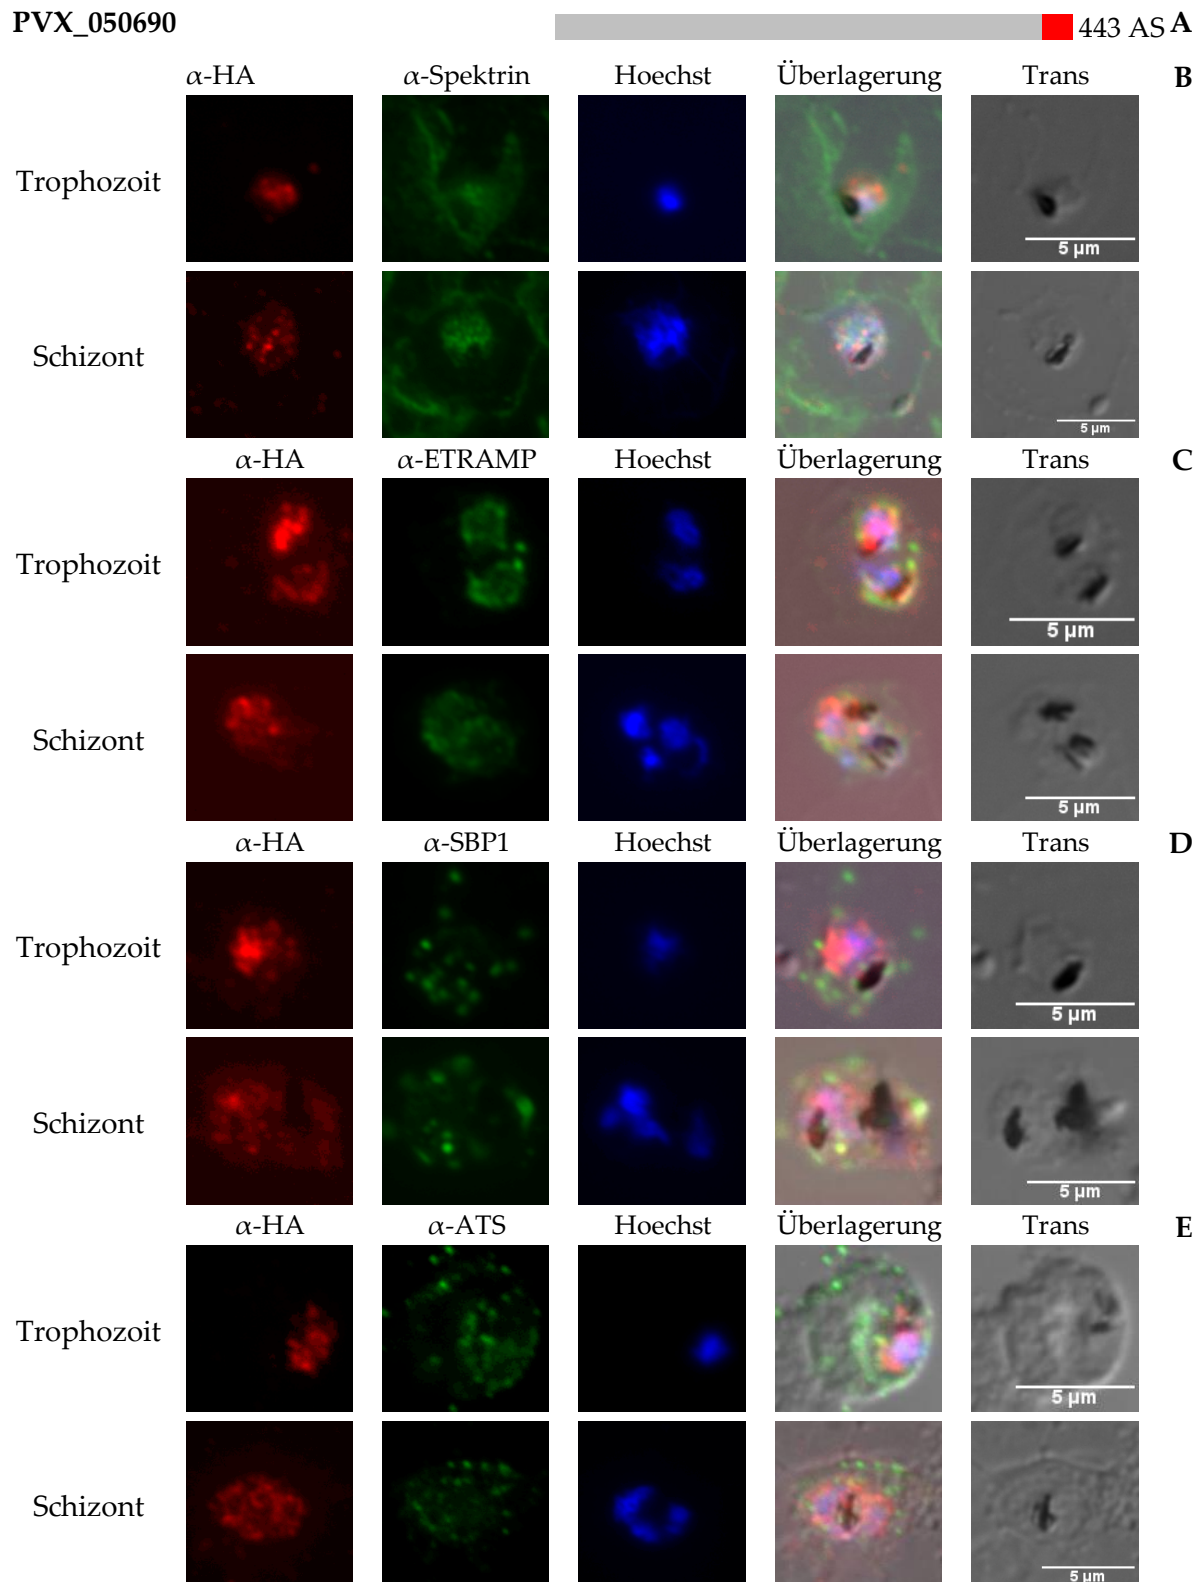 PVX_050690
443 AS A
α-HA α-Spektrin Hoechst Überlagerung Trans B
Trophozoit
5 µm
Schizont
5 µm
α-HA α-ETRAMP Hoechst Überlagerung Trans C
Trophozoit
5 µm
Schizont
5 µm
α-HA α-SBP1 Hoechst Überlagerung Trans D
Trophozoit
5 µm
Schizont
5 µm
α-HA α-ATS Hoechst Überlagerung Trans E
Trophozoit
5 µm
Schizont
5 µm